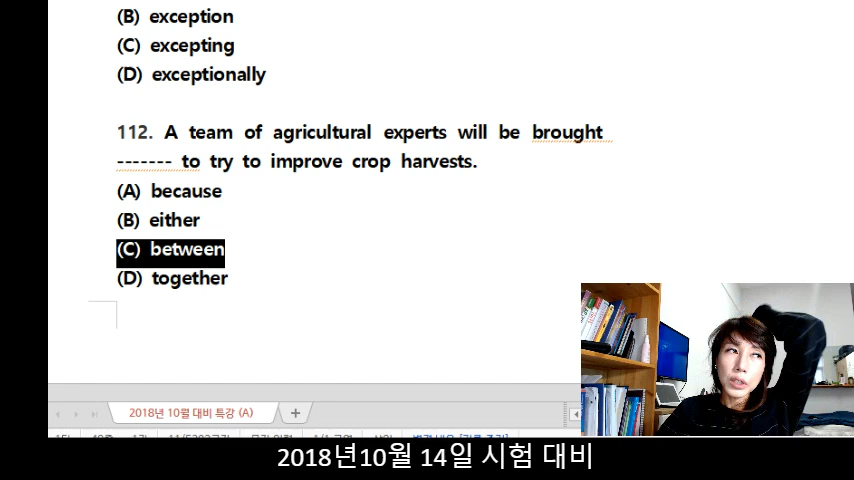 (B) exception
(C) excepting
(D) exceptionally
112. A team of agricultural experts will be brought
------- to try to improve crop harvests.
(A) because
(B) either
(C) between
(D) together
2018년 10월 대비 특강 (A)
2018년10월 14일 시험 대비